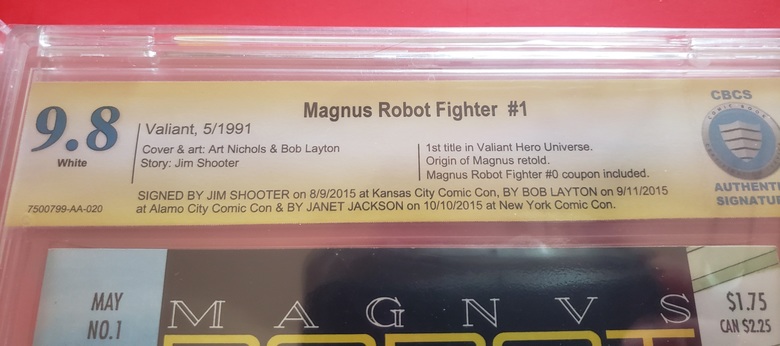 Magnus Robot Fighter #1
9.8
White
Valiant, 5/1991
Cover & art: Art Nichols & Bob Layton
Story: Jim Shooter
1st title in Valiant Hero Universe.
Origin of Magnus retold.
Magnus Robot Fighter #0 coupon included.
SIGNED BY JIM SHOOTER on 8/9/2015 at Kansas City Comic Con, BY BOB LAYTON on 9/11/2015
at Alamo City Comic Con & BY JANET JACKSON on 10/10/2015 at New York Comic Con.
7500799-AA-020
CBCS
AUTHENTI
SIGNATU
MAY
NO.1
MAGNVS
$1.75
CAN $2.25
ROBOT